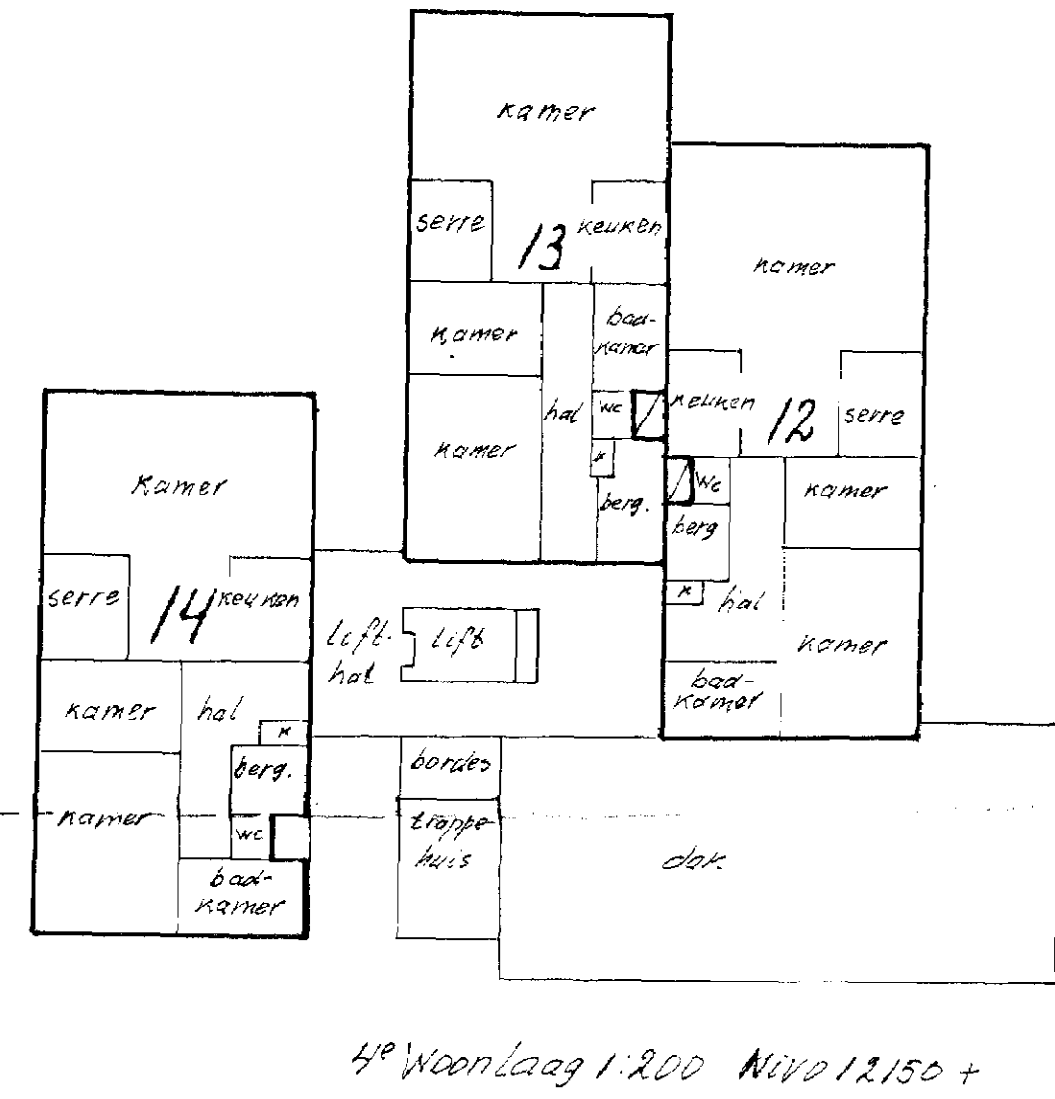 kamer
serre
13
keuken
kamer
bad-
kamer
wc
hal
kamer
k
berg.
kamer
keuken
12
serre
wc
kamer
berg
k
hal
kamer
bad-
kamer
kamer
serre
14
keuken
kamer
hal
k
berg.
kamer
wc
bad-
kamer
lift-
hal
lift
bordes
trappe-
huis
dak
4e woonlaag 1:200 Nivo 12150 +